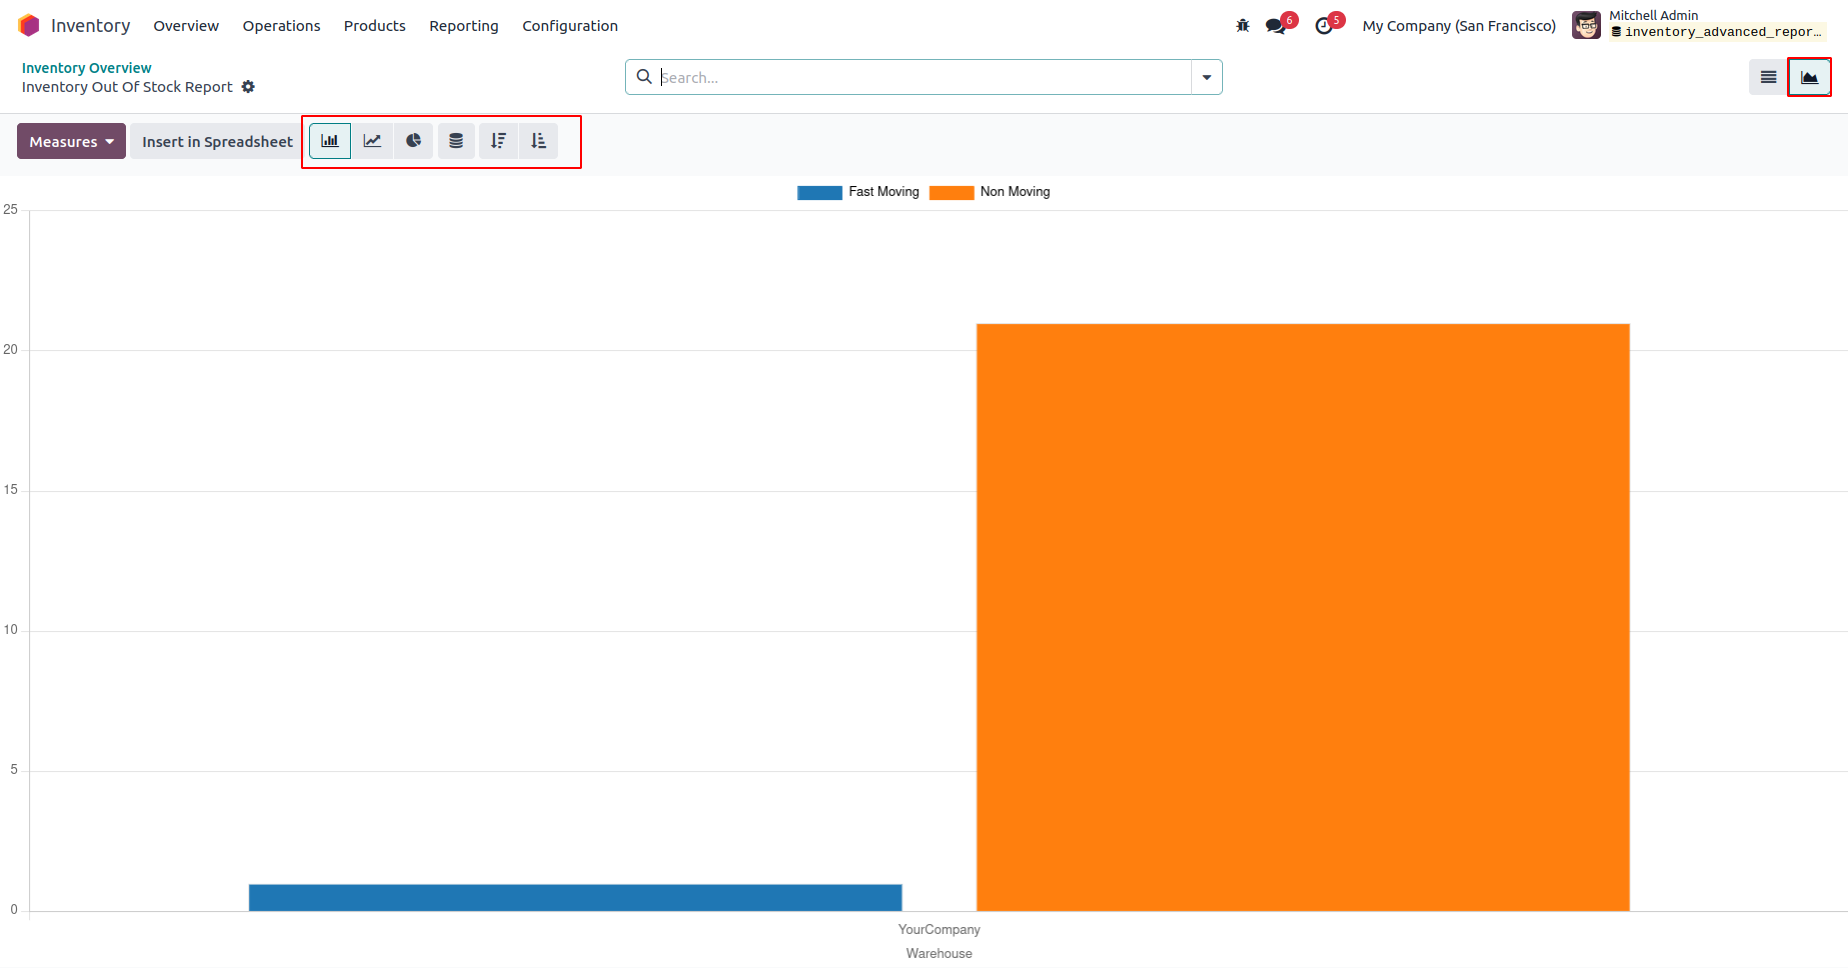 Inventory Overview Operations Products Reporting Configuration 6 5 My Company (San Francisco) Mitchell Admin
inventory_advanced_repor...
Inventory Overview
Inventory Out Of Stock Report
Search...
Measures Insert in Spreadsheet
Fast Moving Non Moving
25
20
15
10
5
0
YourCompany
Warehouse